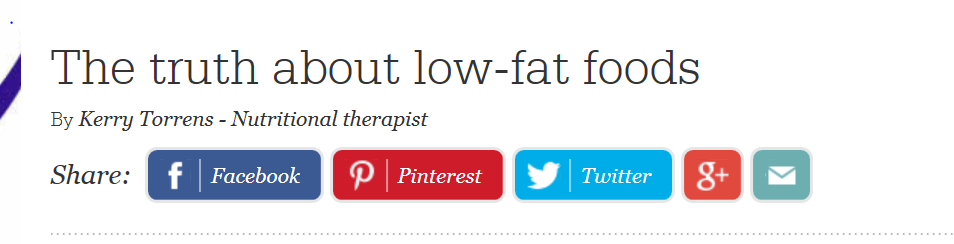 The truth about low-fat foods
By Kerry Torrens - Nutritional therapist
Share: Facebook Pinterest Twitter g+